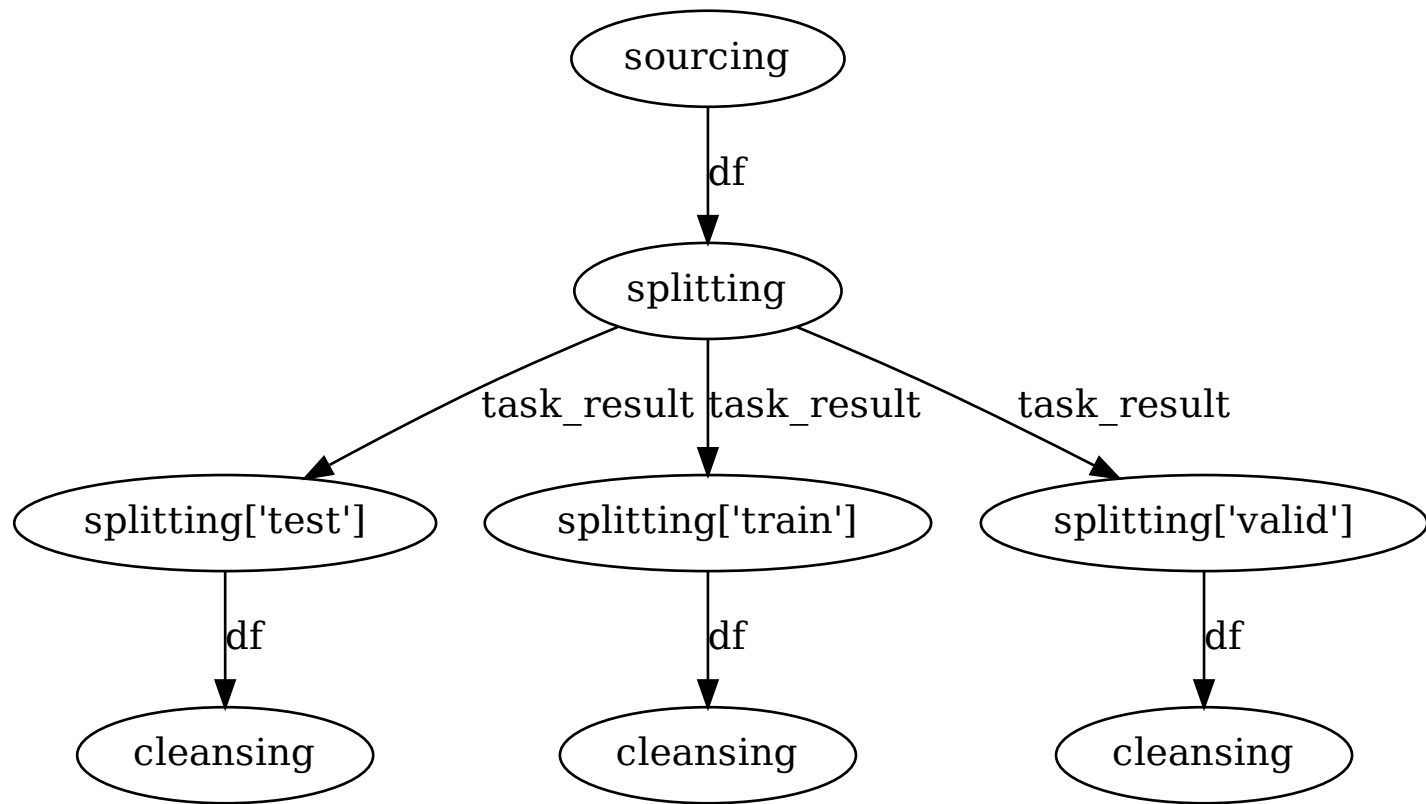 sourcing
df
splitting
task_result task_result task_result
splitting['test'] splitting['train'] splitting['valid']
df df df
cleansing cleansing cleansing